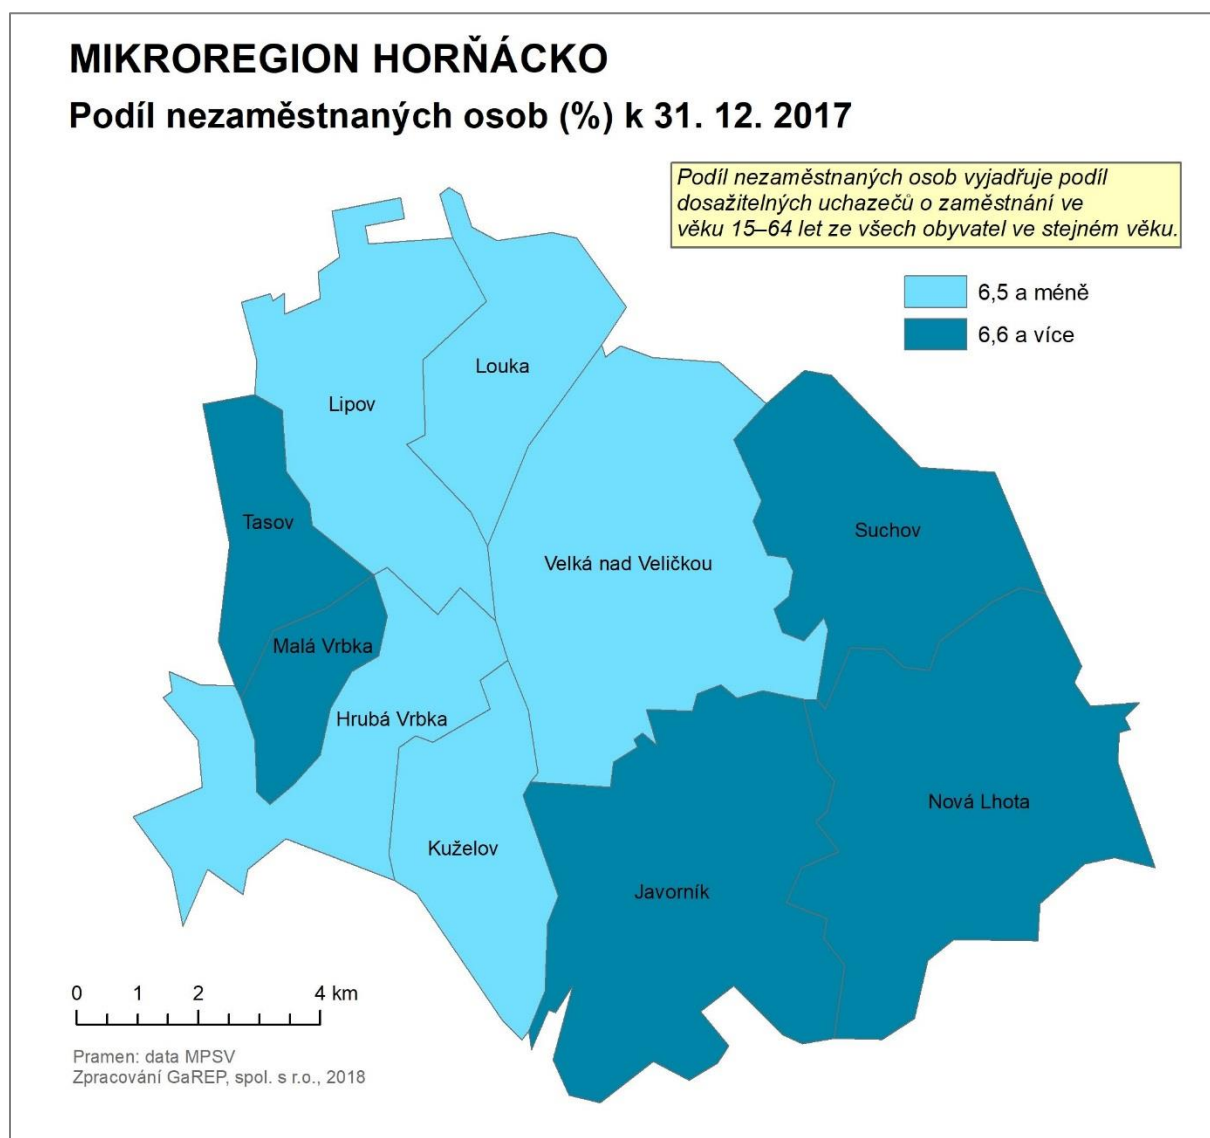 MIKROREGION HORŇÁCKO
Podíl nezaměstnaných osob (%) k 31. 12. 2017
Podíl nezaměstnaných osob vyjadřuje podíl
dosažitelných uchazečů o zaměstnání ve
věku 15–64 let ze všech obyvatel ve stejném věku.
6,5 a méně
6,6 a více
Louka
Lipov
Tasov
Suchov
Velká nad Veličkou
Malá Vrbka
Hrubá Vrbka
Nová Lhota
Kuželov
Javorník
0 1 2 4 km
Pramen: data MPSV
Zpracování GaREP, spol. s r.o., 2018